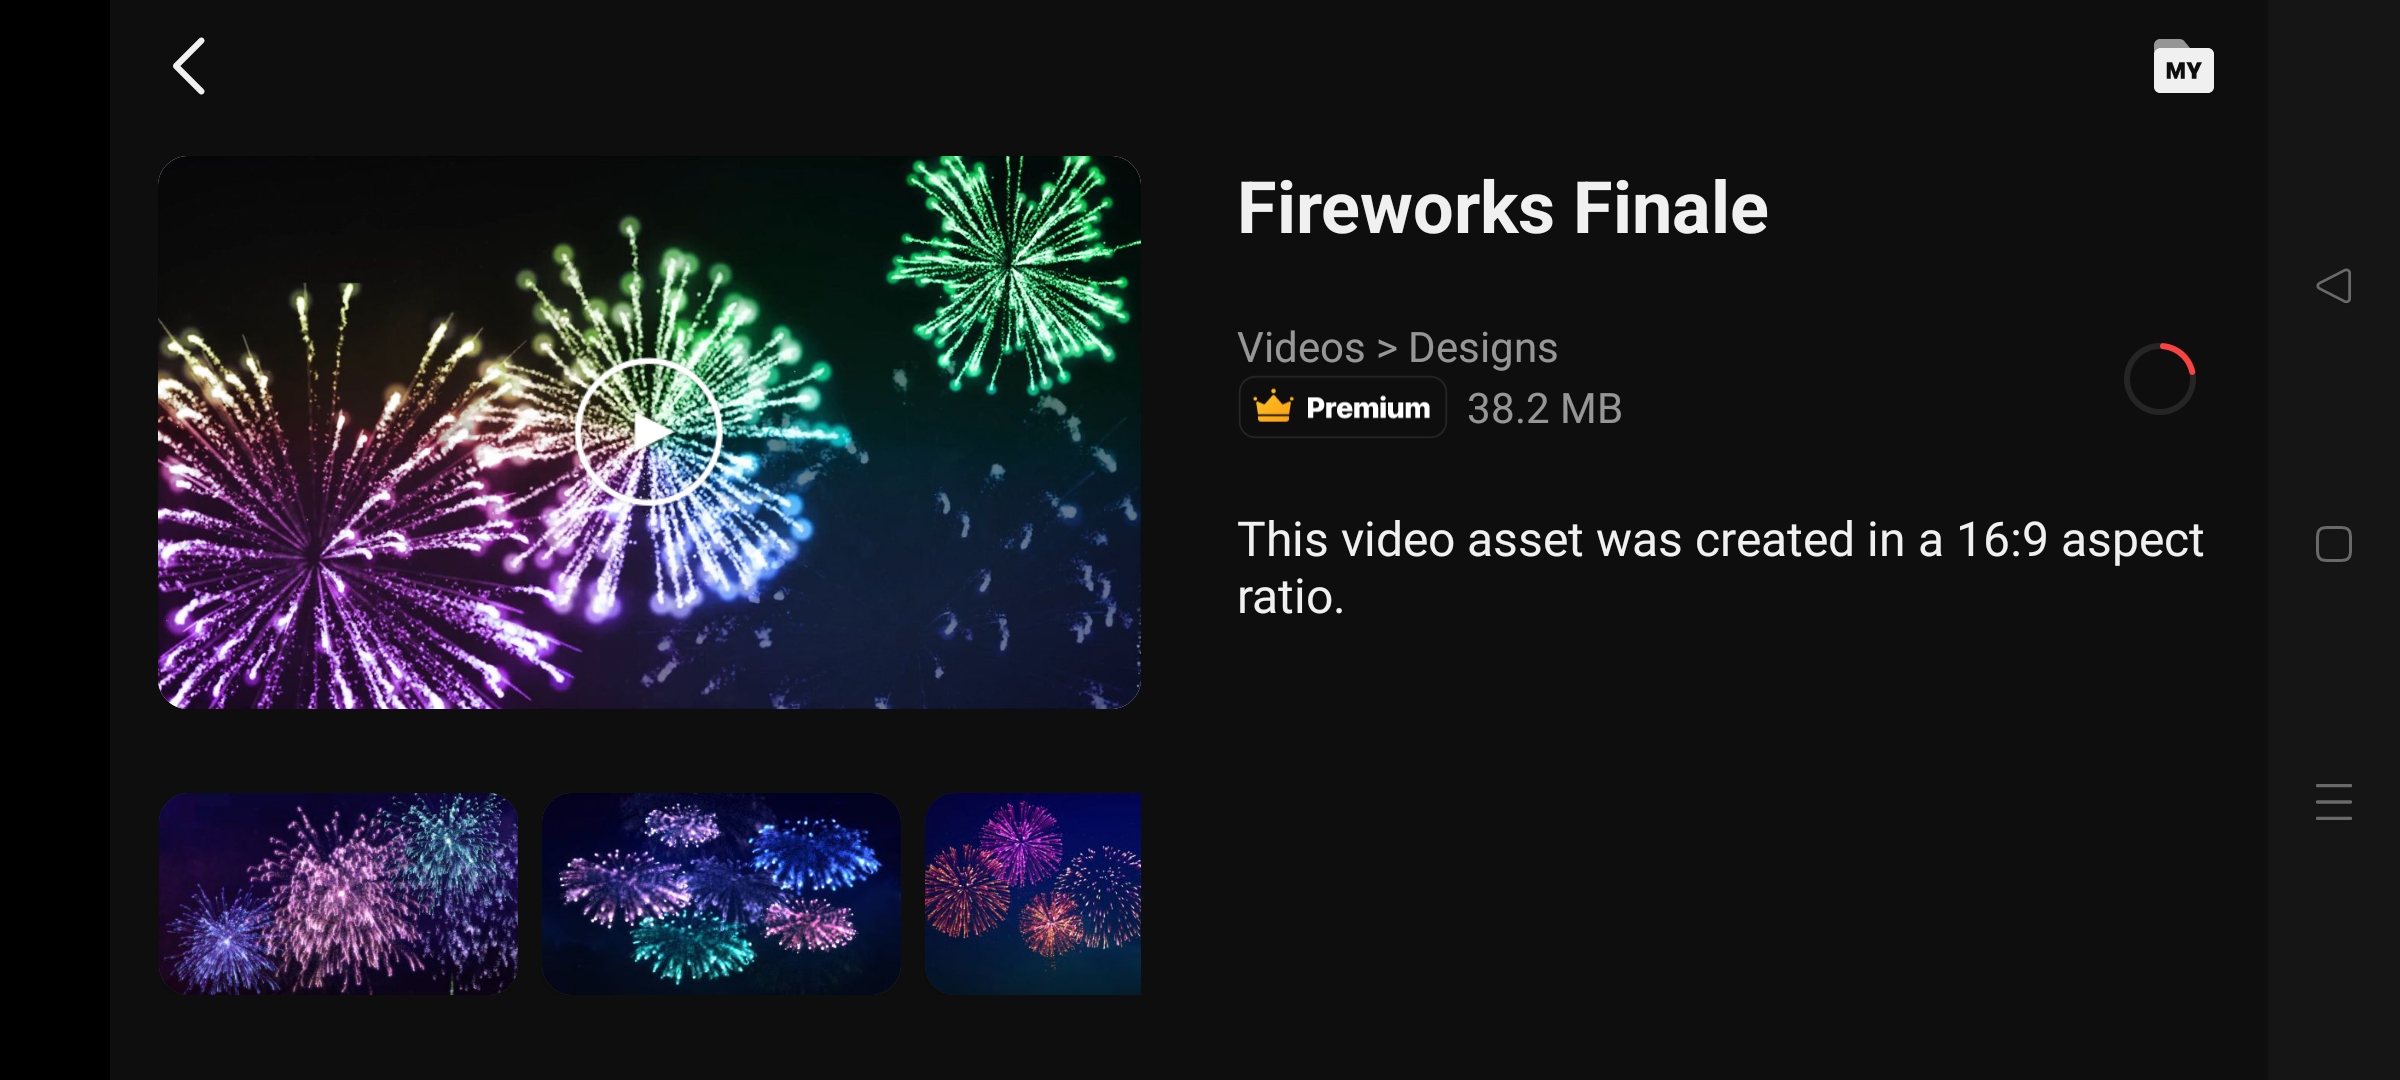 MY
Fireworks Finale
Videos > Designs
Premium 38.2 MB
This video asset was created in a 16:9 aspect
ratio.